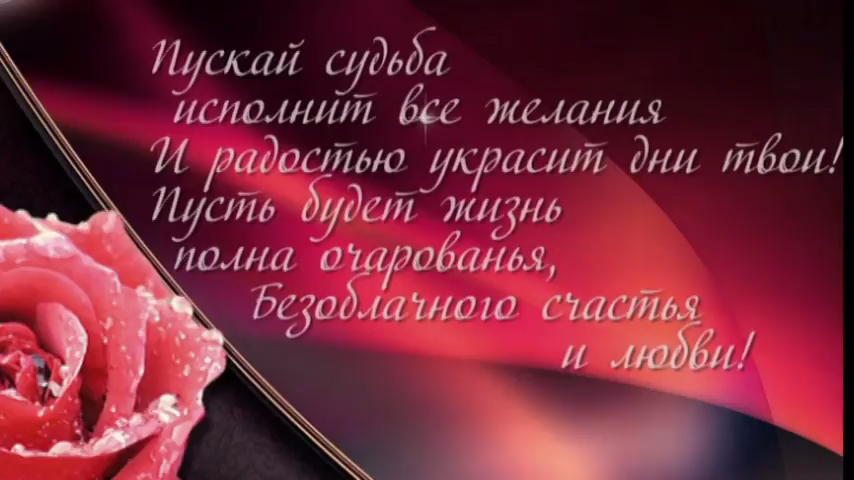 Пускай судьба
исполнит все желания
И радостью украсит дни твои!
Пусть будет жизнь
полна очарованья,
Безоблачного счастья
и любви!